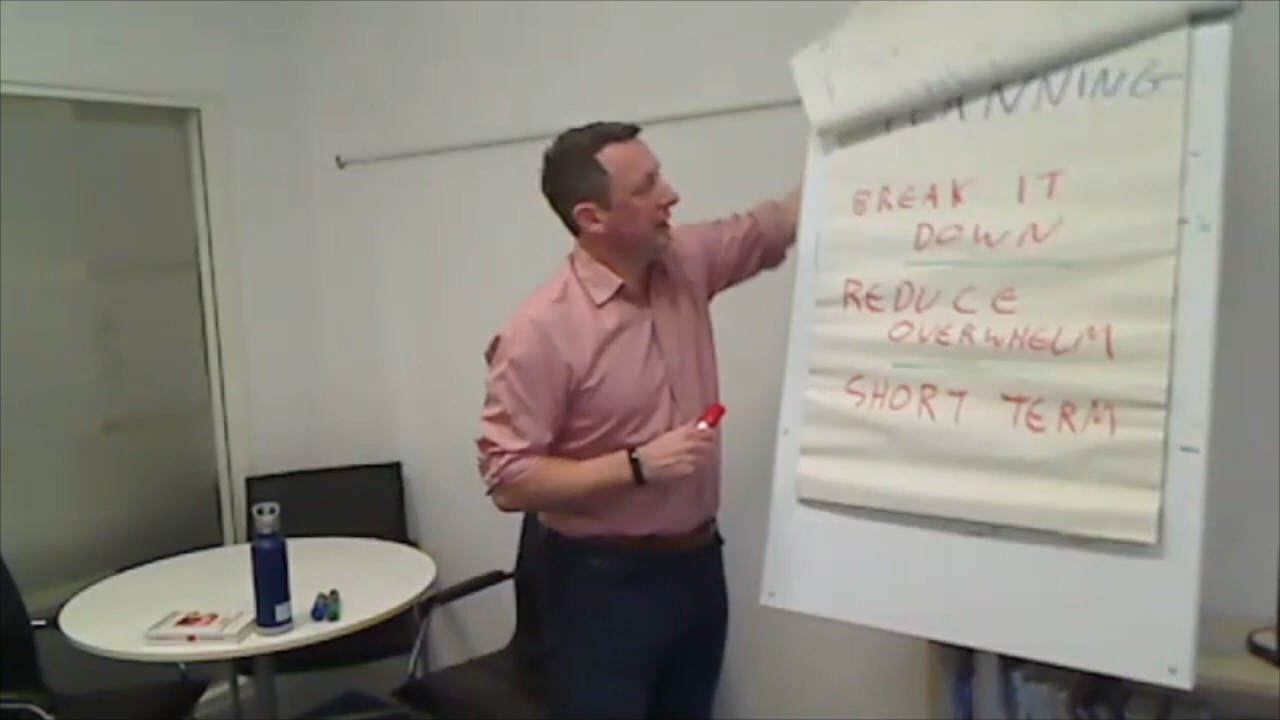 PLANNING
BREAK IT
DOWN
REDUCE
OVERWHELM
SHORT TERM